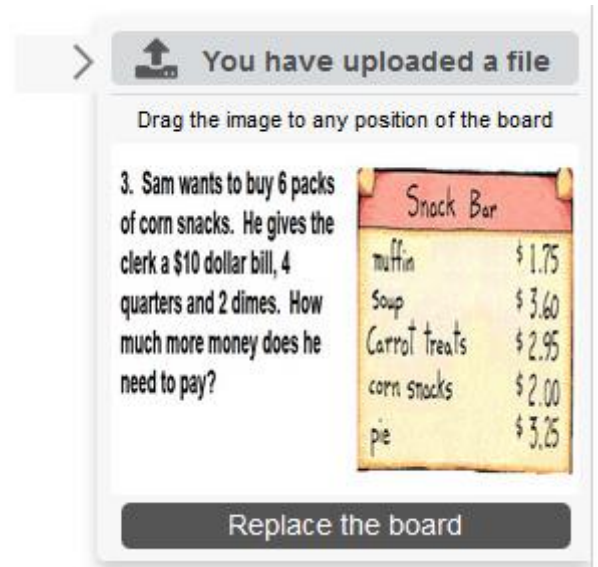 You have uploaded a file
Drag the image to any position of the board
3. Sam wants to buy 6 packs
of corn snacks. He gives the
clerk a $10 dollar bill, 4
quarters and 2 dimes. How
much more money does he
need to pay?
Snack Bar
muffin $1.75
Soup $3.60
Carrot treats $2.95
corn snacks $2.00
pie $3.25
Replace the board